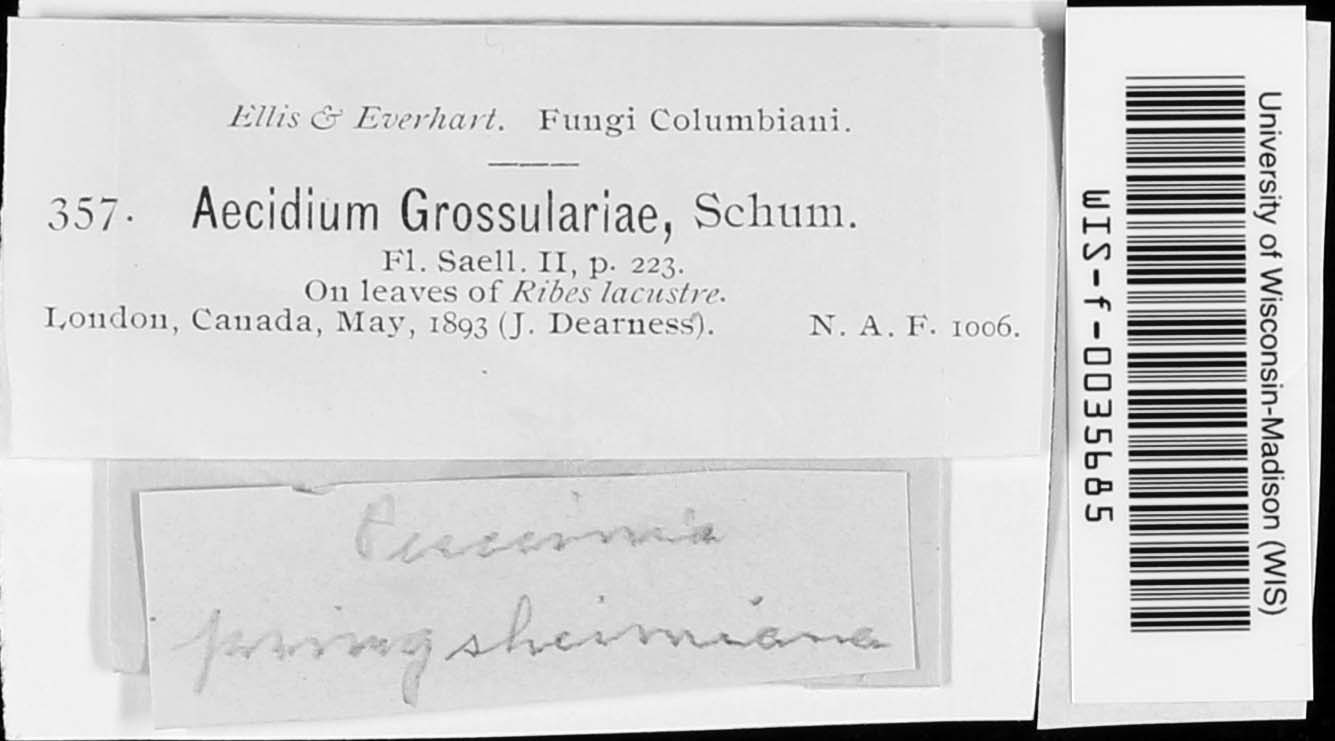 Ellis & Everhart. Fungi Columbiani.
357. Aecidium Grossulariae, Schum.
Fl. Saell. II, p. 223.
On leaves of Ribes lacustre.
London, Canada, May, 1893 (J. Dearness). N. A. F. 1006.
Puccinia
pringsheimiana
University of Wisconsin-Madison (WIS)
WIS-f-0035685